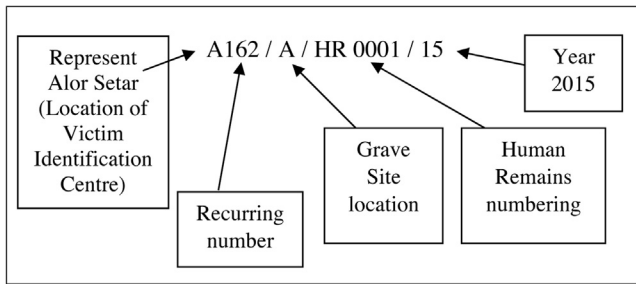 A162 / A / HR 0001 / 15
Represent
Alor Setar
(Location of
Victim
Identification
Centre)
Recurring
number
Grave
Site
location
Human
Remains
numbering
Year
2015